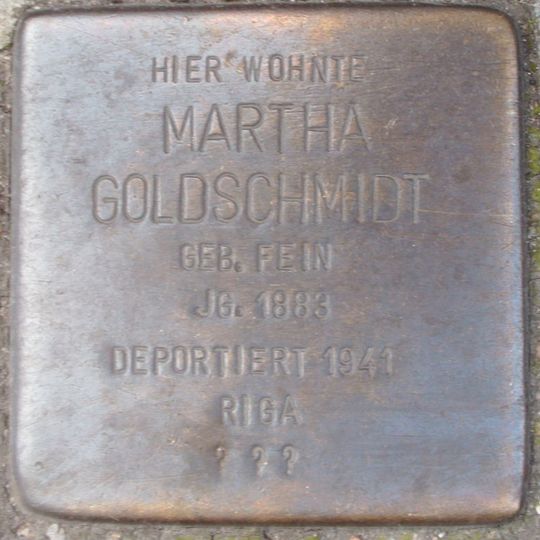 HIER WOHNTE
MARTHA
GOLDSCHMIDT
GEB. FEIN
JG. 1883
DEPORTIERT 1941
RIGA
? ? ?